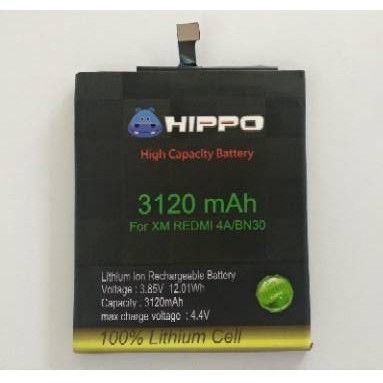 HIPPO
High Capacity Battery
3120 mAh
For XM REDMI 4A/BN30
Lithium Ion Rechargeable Battery
Voltage : 3.85V 12.01Wh
Capacity : 3120mAh
max charge voltage : 4.4V
100% Lithium Cell